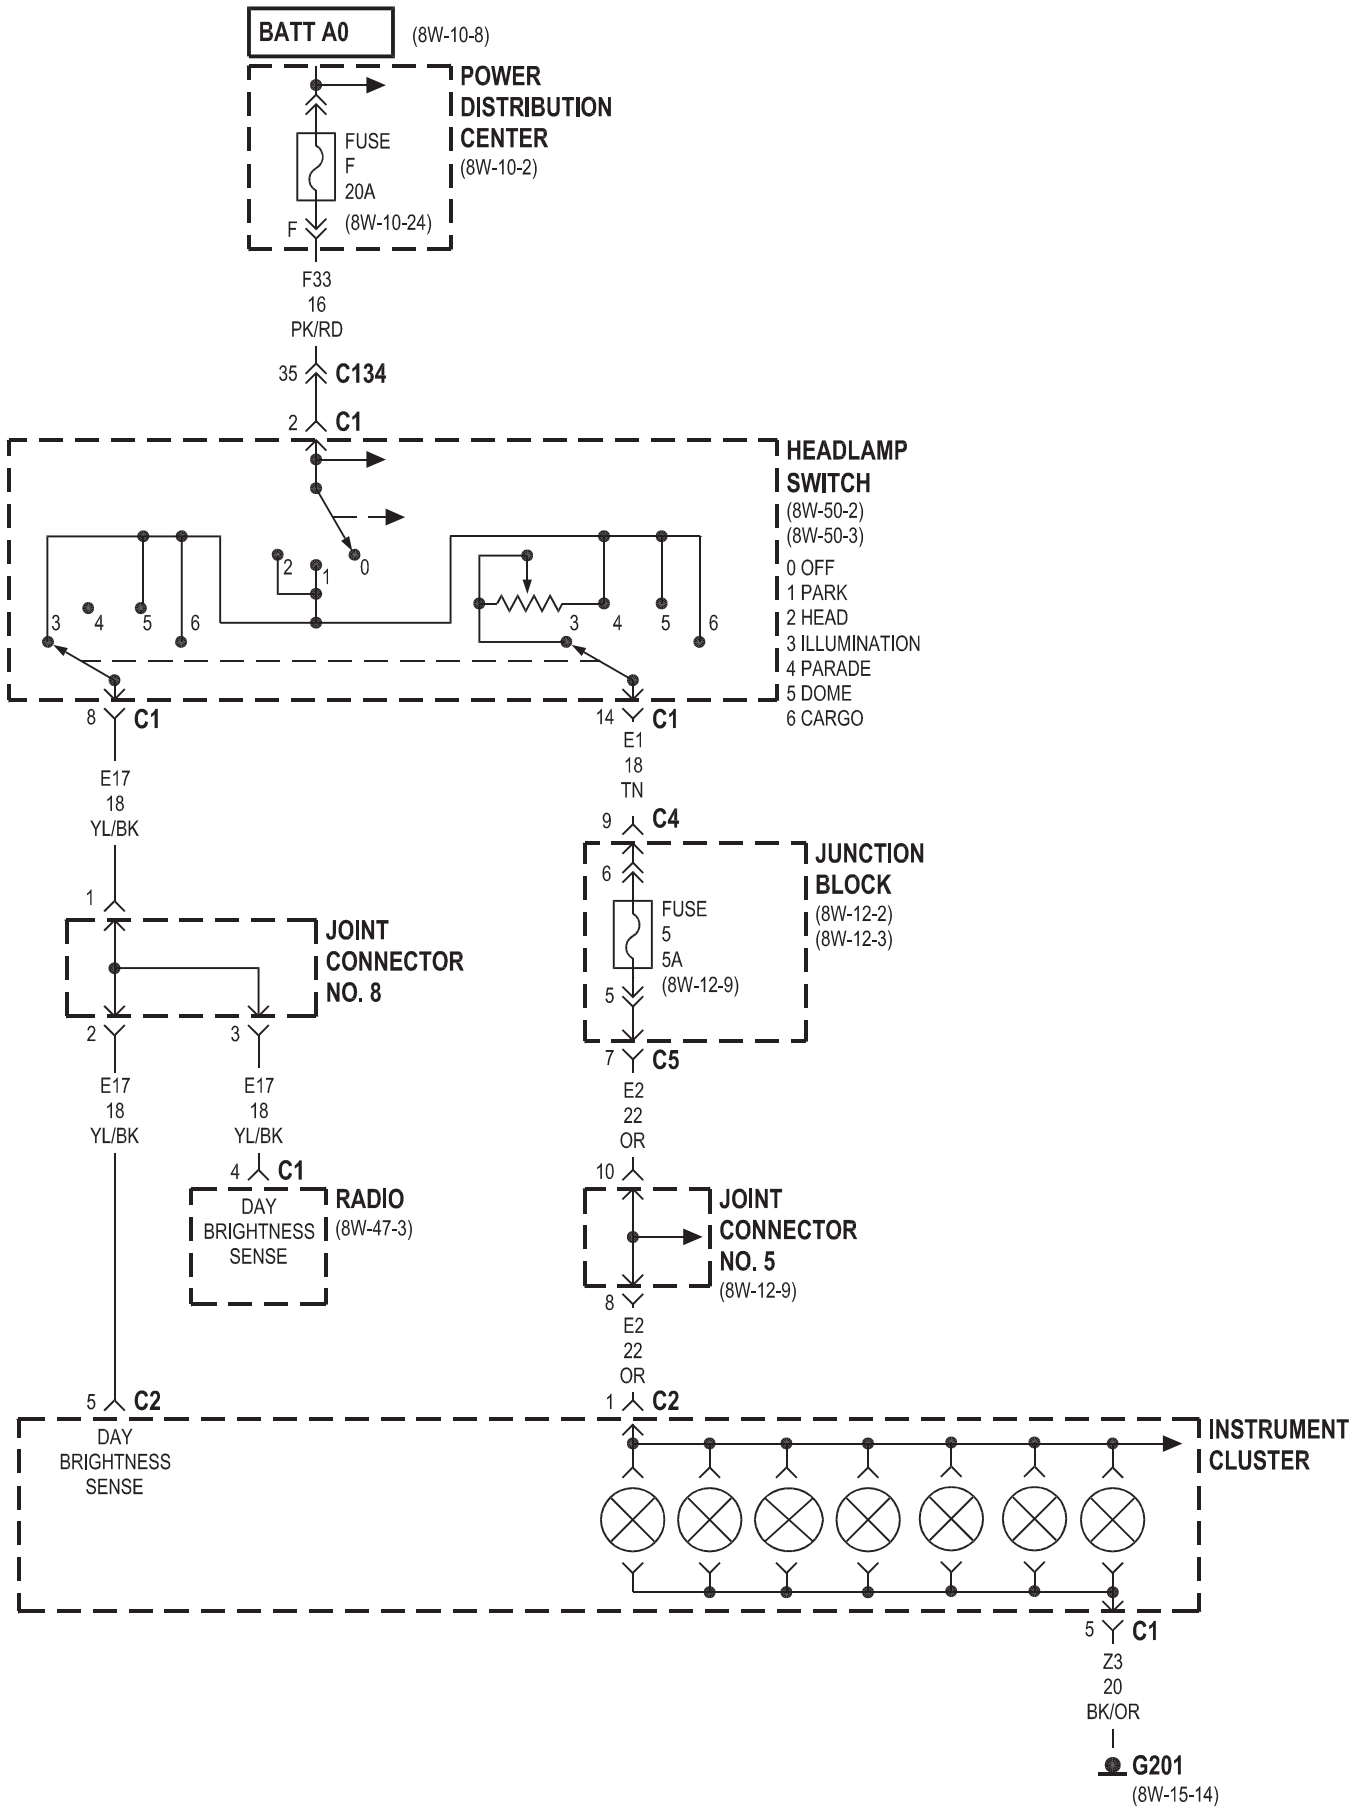 BATT A0
(8W-10-8)
POWER
DISTRIBUTION
CENTER
(8W-10-2)
FUSE
F
20A
(8W-10-24)
F
F33
16
PK/RD
35
C134
2
C1
HEADLAMP
SWITCH
(8W-50-2)
(8W-50-3)
0 OFF
1 PARK
2 HEAD
3 ILLUMINATION
4 PARADE
5 DOME
6 CARGO
2
1
0
3
4
5
6
3
4
5
6
8
C1
14
C1
E17
18
YL/BK
E1
18
TN
9
C4
JUNCTION
BLOCK
(8W-12-2)
(8W-12-3)
6
FUSE
5
5A
(8W-12-9)
5
7
C5
1
JOINT
CONNECTOR
NO. 8
2
3
E17
18
YL/BK
E17
18
YL/BK
E2
22
OR
4
C1
RADIO
(8W-47-3)
DAY
BRIGHTNESS
SENSE
10
JOINT
CONNECTOR
NO. 5
(8W-12-9)
8
E2
22
OR
5
C2
1
C2
DAY
BRIGHTNESS
SENSE
INSTRUMENT
CLUSTER
5
C1
Z3
20
BK/OR
G201
(8W-15-14)